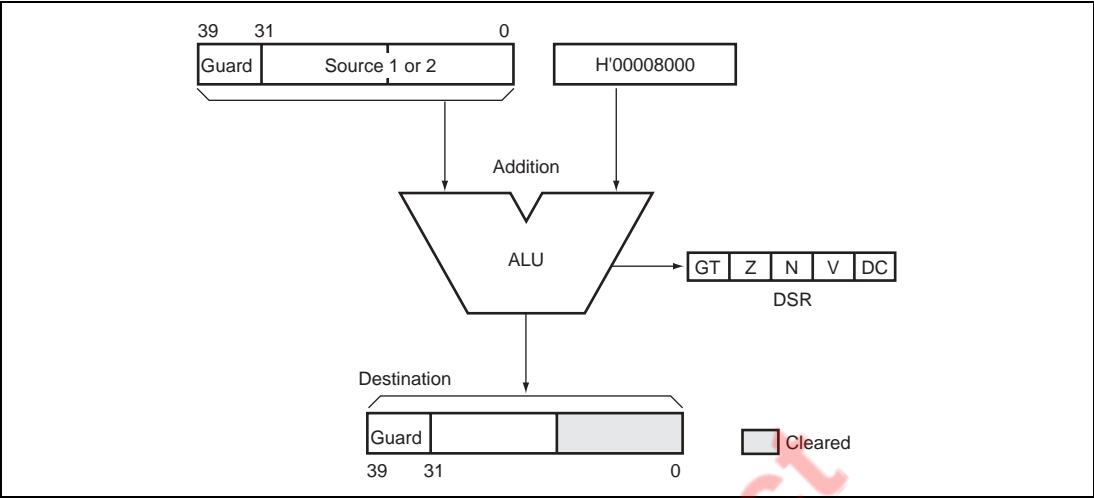 39 31 0
Guard Source 1 or 2 H'00008000
Addition
ALU
GT Z N V DC
DSR
Destination
Guard
Cleared
39 31 0